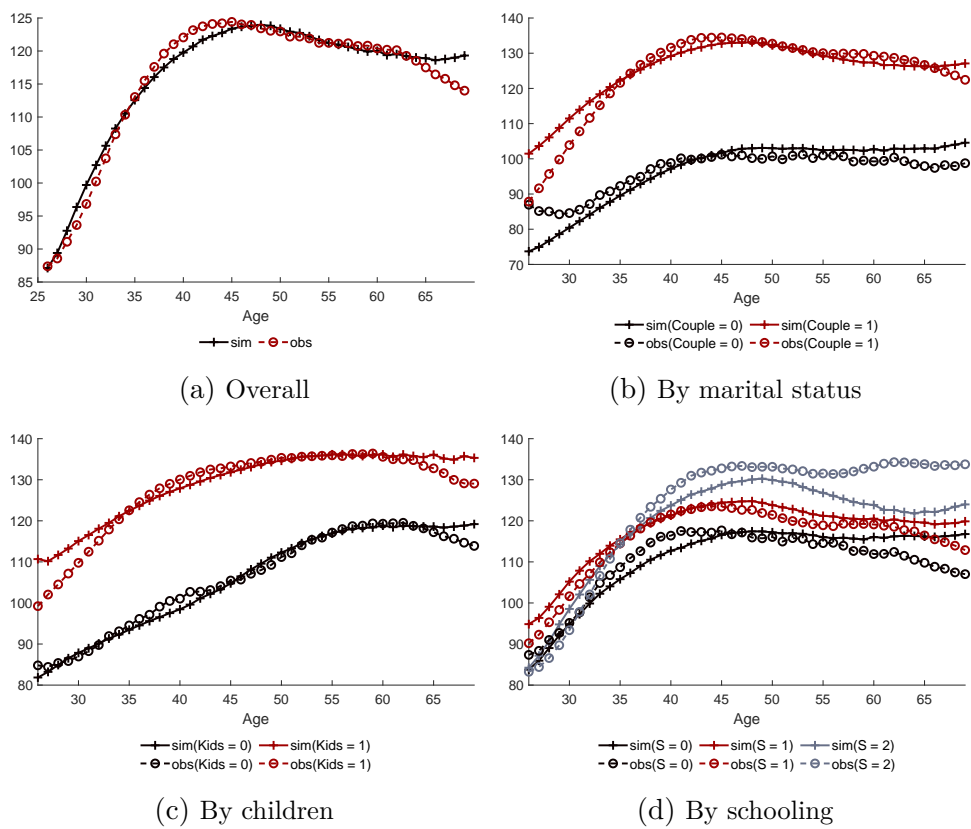 125
120
115
110
105
100
95
90
85
25 30 35 40 45 50 55 60 65
Age
sim obs
(a) Overall
140
130
120
110
100
90
80
70
30 35 40 45 50 55 60 65
Age
sim(Couple = 0) sim(Couple = 1)
obs(Couple = 0) obs(Couple = 1)
(b) By marital status
140
130
120
110
100
90
80
30 35 40 45 50 55 60 65
Age
sim(Kids = 0) sim(Kids = 1)
obs(Kids = 0) obs(Kids = 1)
(c) By children
140
130
120
110
100
90
80
30 35 40 45 50 55 60 65
Age
sim(S = 0) sim(S = 1) sim(S = 2)
obs(S = 0) obs(S = 1) obs(S = 2)
(d) By schooling